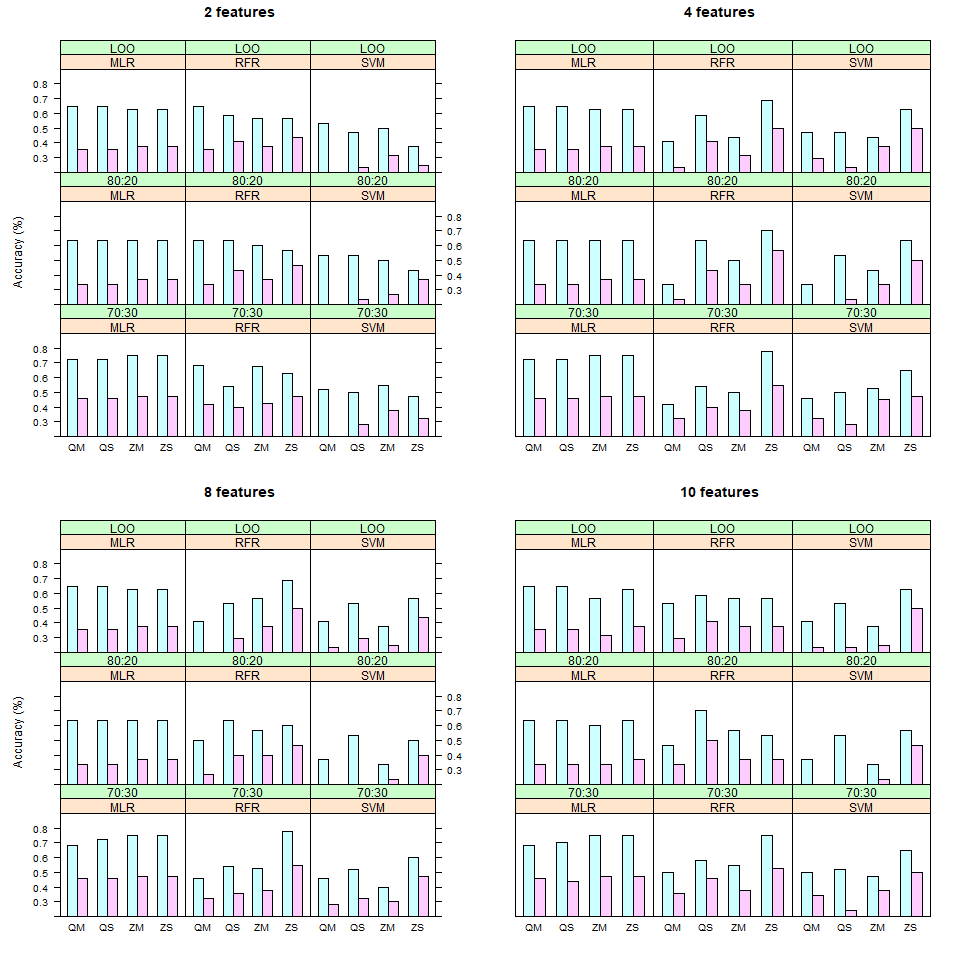 2 features
4 features
LOO LOO LOO
MLR RFR SVM
0.8
0.7
0.6
0.5
0.4
0.3
LOO LOO LOO
MLR RFR SVM
80:20 80:20 80:20
MLR RFR SVM
Accuracy (%)
0.8
0.7
0.6
0.5
0.4
0.3
80:20 80:20 80:20
MLR RFR SVM
70:30 70:30 70:30
MLR RFR SVM
0.8
0.7
0.6
0.5
0.4
0.3
QM QS ZM ZS QM QS ZM ZS QM QS ZM ZS
70:30 70:30 70:30
MLR RFR SVM
QM QS ZM ZS QM QS ZM ZS QM QS ZM ZS
8 features
10 features
LOO LOO LOO
MLR RFR SVM
0.8
0.7
0.6
0.5
0.4
0.3
LOO LOO LOO
MLR RFR SVM
80:20 80:20 80:20
MLR RFR SVM
Accuracy (%)
0.8
0.7
0.6
0.5
0.4
0.3
80:20 80:20 80:20
MLR RFR SVM
70:30 70:30 70:30
MLR RFR SVM
0.8
0.7
0.6
0.5
0.4
0.3
QM QS ZM ZS QM QS ZM ZS QM QS ZM ZS
70:30 70:30 70:30
MLR RFR SVM
QM QS ZM ZS QM QS ZM ZS QM QS ZM ZS